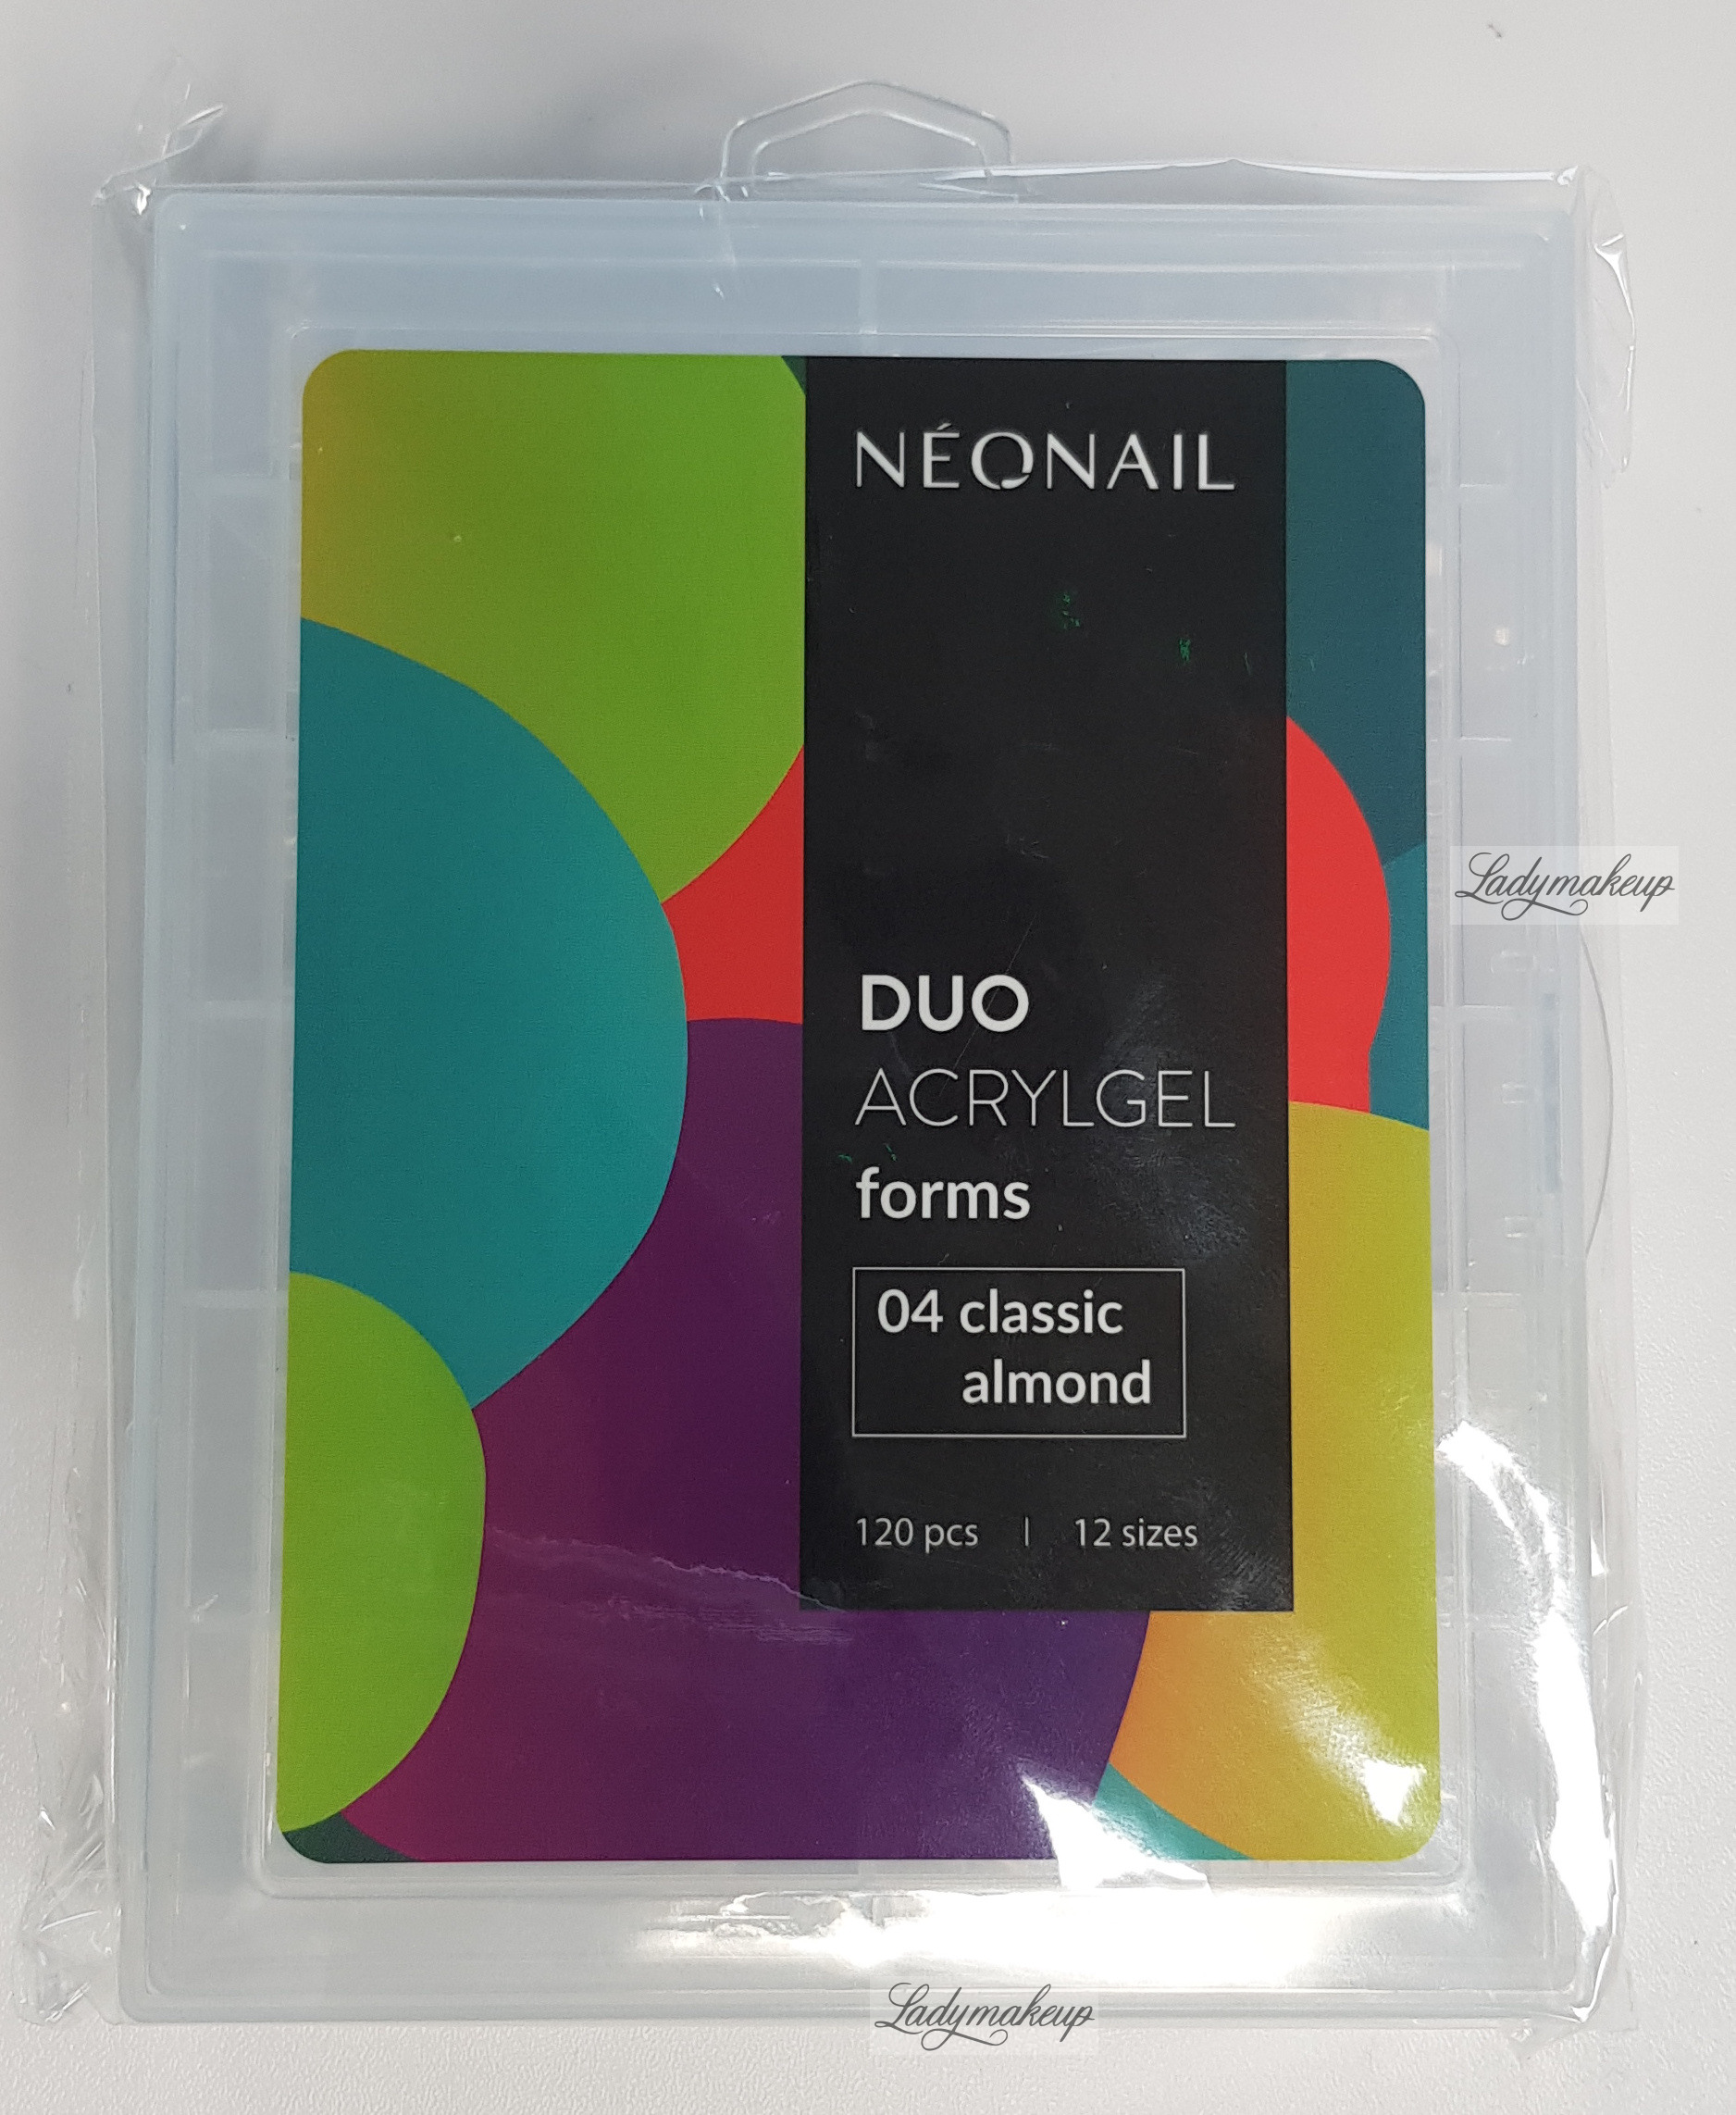 NÉONAIL
DUO
ACRYLGEL
forms
04 classic
almond
120 pcs | 12 sizes
Ladymakeup
Ladymakeup